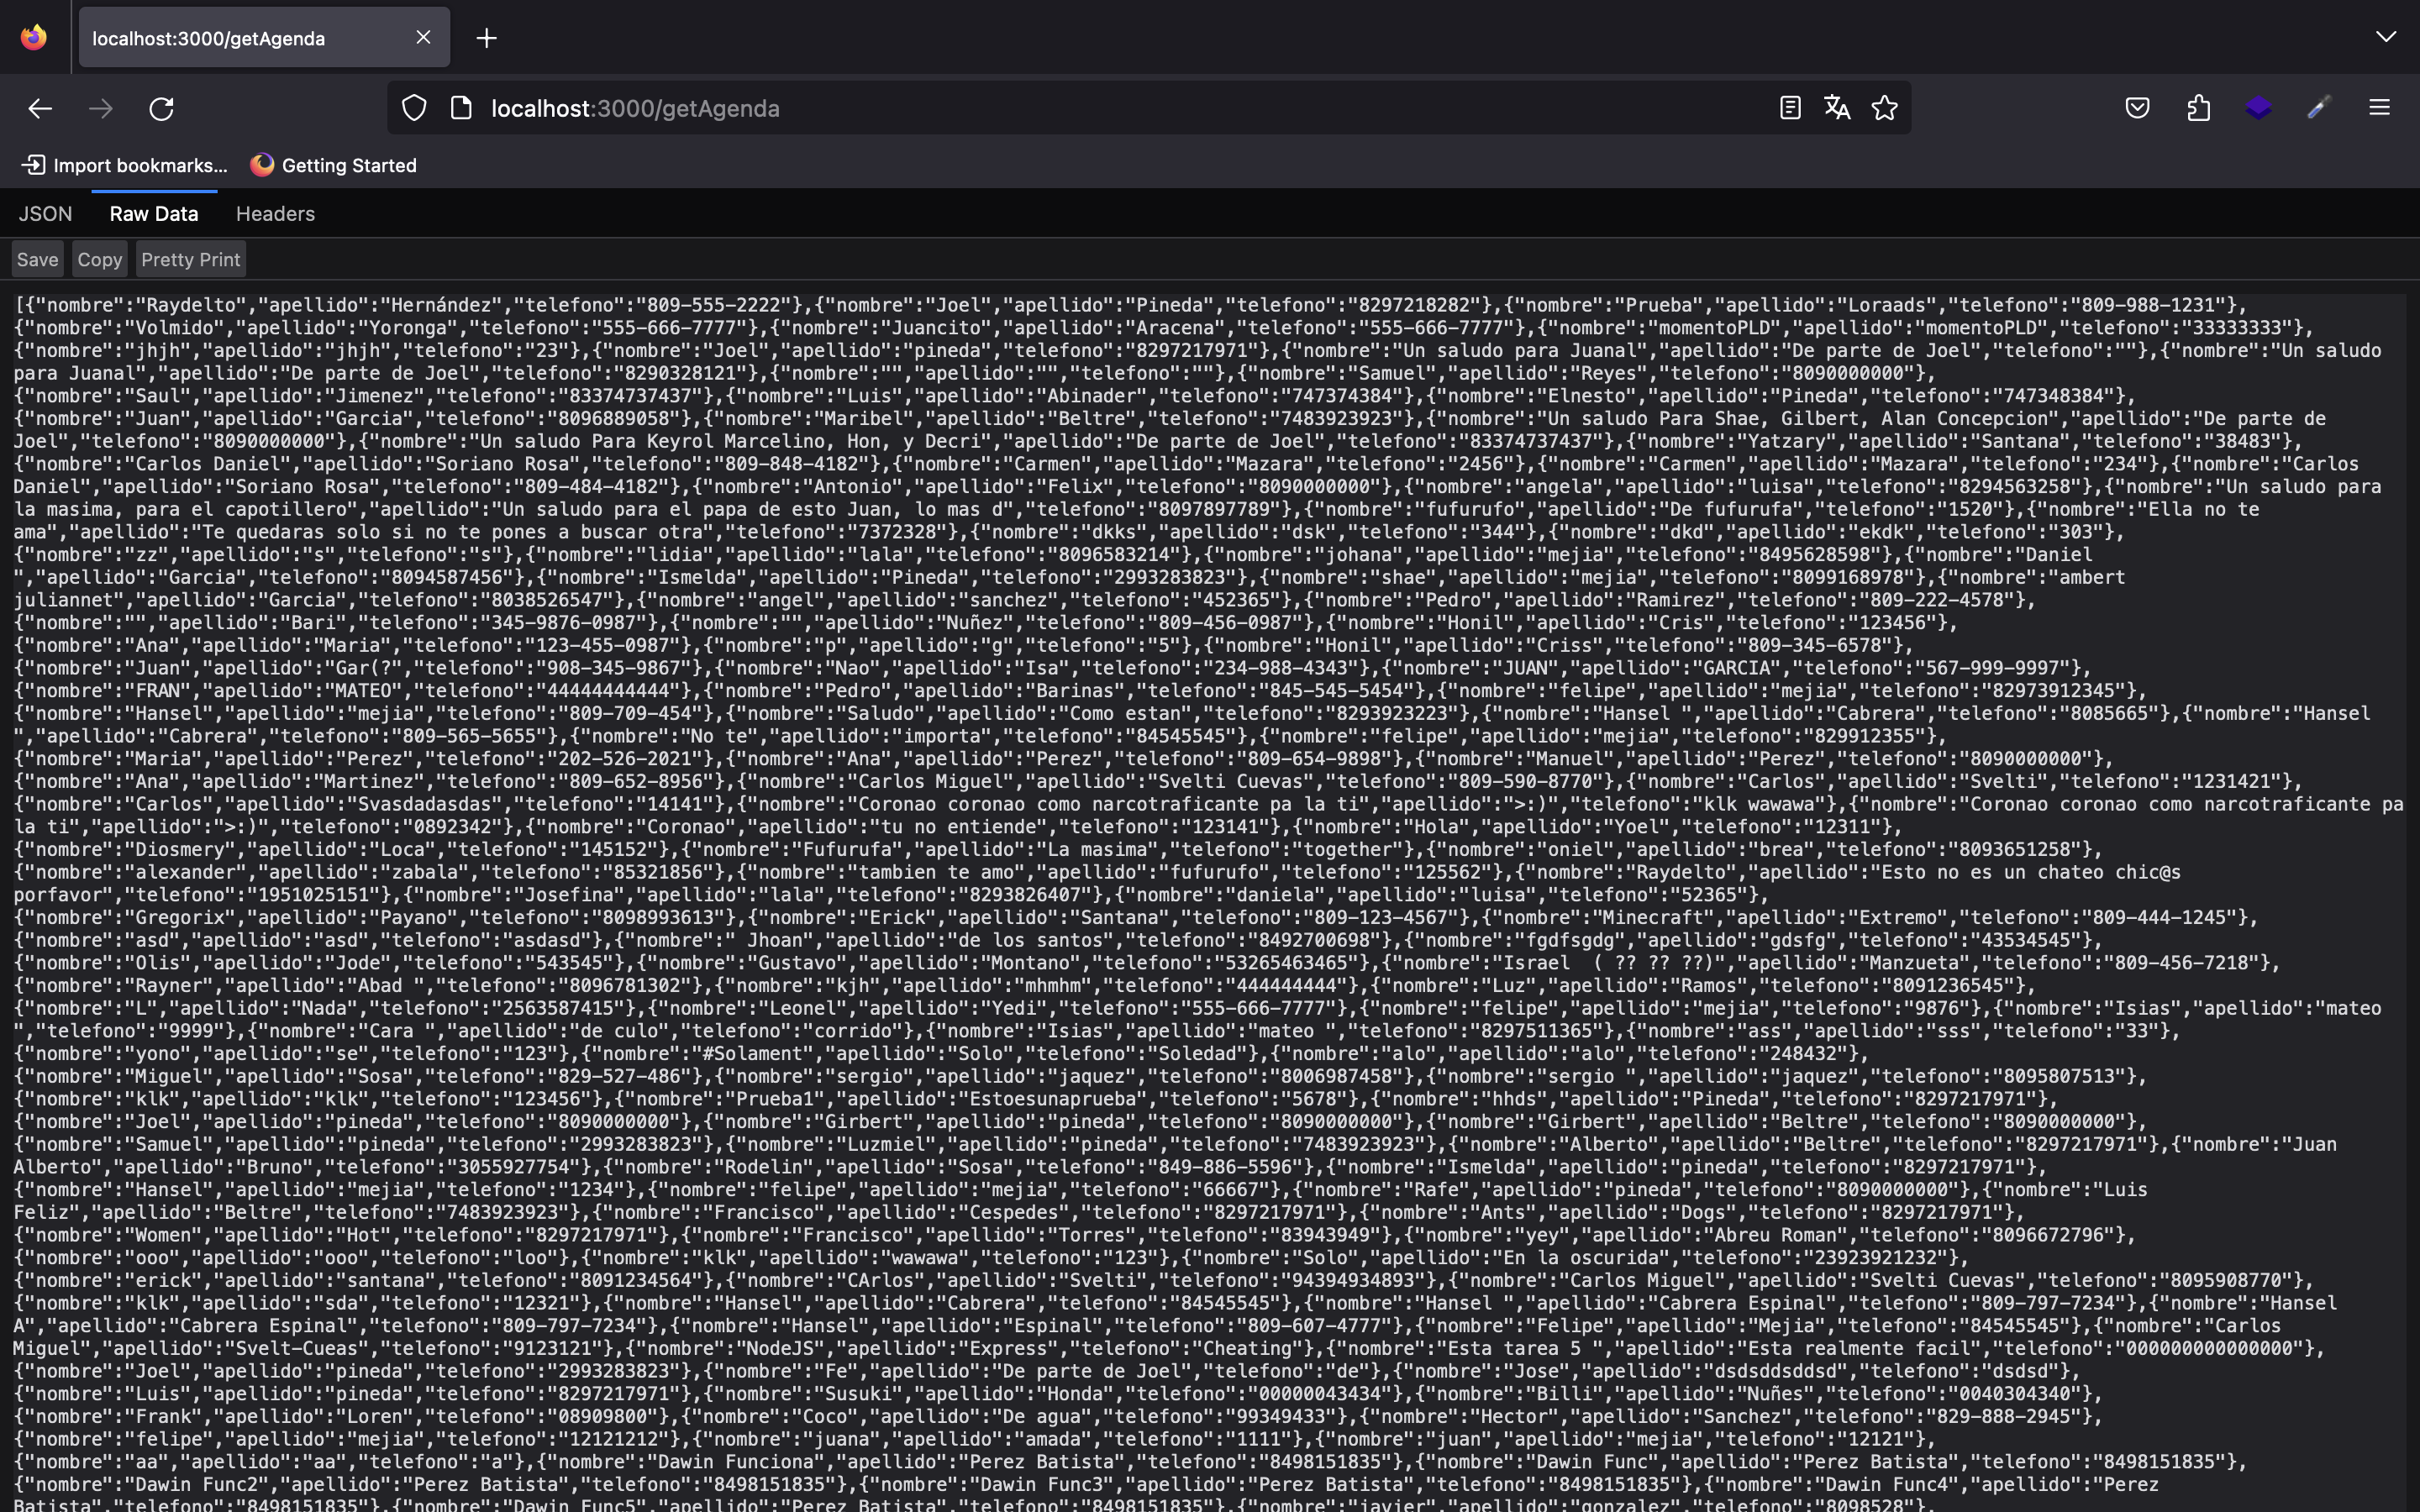 localhost:3000/getAgenda
localhost:3000/getAgenda
Import bookmarks... Getting Started
JSON Raw Data Headers
Save Copy Pretty Print
[{"nombre":"Raydelto","apellido":"Hernández","telefono":"809-555-2222"},{"nombre":"Joel","apellido":"Pineda","telefono":"8297218282"},{"nombre":"Prueba","apellido":"Loraads","telefono":"809-988-1231"},
{"nombre":"Volmido","apellido":"Yoronga","telefono":"555-666-7777"},{"nombre":"Juancito","apellido":"Aracena","telefono":"555-666-7777"},{"nombre":"momentoPLD","apellido":"momentoPLD","telefono":"33333333"},
{"nombre":"jhjh","apellido":"jhjh","telefono":"23"},{"nombre":"Joel","apellido":"pineda","telefono":"8297217971"},{"nombre":"Un saludo para Juanal","apellido":"De parte de Joel","telefono":""},{"nombre":"Un saludo
para Juanal","apellido":"De parte de Joel","telefono":"8290328121"},{"nombre":"","apellido":"","telefono":""},{"nombre":"Samuel","apellido":"Reyes","telefono":"8090000000"},
{"nombre":"Saul","apellido":"Jimenez","telefono":"83374737437"},{"nombre":"Luis","apellido":"Abinader","telefono":"747374384"},{"nombre":"Elnesto","apellido":"Pineda","telefono":"747348384"},
{"nombre":"Juan","apellido":"Garcia","telefono":"8096889058"},{"nombre":"Maribel","apellido":"Beltre","telefono":"7483923923"},{"nombre":"Un saludo Para Shae, Gilbert, Alan Concepcion","apellido":"De parte de
Joel","telefono":"8090000000"},{"nombre":"Un saludo Para Keyrol Marcelino, Hon, y Decri","apellido":"De parte de Joel","telefono":"83374737437"},{"nombre":"Yatzary","apellido":"Santana","telefono":"38483"},
{"nombre":"Carlos Daniel","apellido":"Soriano Rosa","telefono":"809-848-4182"},{"nombre":"Carmen","apellido":"Mazara","telefono":"2456"},{"nombre":"Carmen","apellido":"Mazara","telefono":"234"},{"nombre":"Carlos
Daniel","apellido":"Soriano Rosa","telefono":"809-484-4182"},{"nombre":"Antonio","apellido":"Felix","telefono":"8090000000"},{"nombre":"angela","apellido":"luisa","telefono":"8294563258"},{"nombre":"Un saludo para
la masima, para el capotillero","apellido":"Un saludo para el papa de esto Juan, lo mas d","telefono":"8097897789"},{"nombre":"fufurufo","apellido":"De fufurufa","telefono":"1520"},{"nombre":"Ella no te
ama","apellido":"Te quedaras solo si no te pones a buscar otra","telefono":"7372328"},{"nombre":"dkks","apellido":"dsk","telefono":"344"},{"nombre":"dkd","apellido":"ekdk","telefono":"303"},
{"nombre":"zz","apellido":"s","telefono":"s"},{"nombre":"lidia","apellido":"lala","telefono":"8096583214"},{"nombre":"johana","apellido":"mejia","telefono":"8495628598"},{"nombre":"Daniel
","apellido":"Garcia","telefono":"8094587456"},{"nombre":"Ismelda","apellido":"Pineda","telefono":"2993283823"},{"nombre":"shae","apellido":"mejia","telefono":"8099168978"},{"nombre":"ambert
juliannet","apellido":"Garcia","telefono":"8038526547"},{"nombre":"angel","apellido":"sanchez","telefono":"452365"},{"nombre":"Pedro","apellido":"Ramirez","telefono":"809-222-4578"},
{"nombre":"","apellido":"Bari","telefono":"345-9876-0987"},{"nombre":"","apellido":"Nuñez","telefono":"809-456-0987"},{"nombre":"Honil","apellido":"Cris","telefono":"123456"},
{"nombre":"Ana","apellido":"Maria","telefono":"123-455-0987"},{"nombre":"p","apellido":"g","telefono":"5"},{"nombre":"Honil","apellido":"Criss","telefono":"809-345-6578"},
{"nombre":"Juan","apellido":"Gar(?","telefono":"908-345-9867"},{"nombre":"Nao","apellido":"Isa","telefono":"234-988-4343"},{"nombre":"JUAN","apellido":"GARCIA","telefono":"567-999-9997"},
{"nombre":"FRAN","apellido":"MATEO","telefono":"44444444444"},{"nombre":"Pedro","apellido":"Barinas","telefono":"845-545-5454"},{"nombre":"felipe","apellido":"mejia","telefono":"82973912345"},
{"nombre":"Hansel","apellido":"mejia","telefono":"809-709-454"},{"nombre":"Saludo","apellido":"Como estan","telefono":"8293923223"},{"nombre":"Hansel ","apellido":"Cabrera","telefono":"8085665"},{"nombre":"Hansel
","apellido":"Cabrera","telefono":"809-565-5655"},{"nombre":"No te","apellido":"importa","telefono":"84545545"},{"nombre":"felipe","apellido":"mejia","telefono":"829912355"},
{"nombre":"Maria","apellido":"Perez","telefono":"202-526-2021"},{"nombre":"Ana","apellido":"Perez","telefono":"809-654-9898"},{"nombre":"Manuel","apellido":"Perez","telefono":"8090000000"},
{"nombre":"Ana","apellido":"Martinez","telefono":"809-652-8956"},{"nombre":"Carlos Miguel","apellido":"Svelti Cuevas","telefono":"809-590-8770"},{"nombre":"Carlos","apellido":"Svelti","telefono":"1231421"},
{"nombre":"Carlos","apellido":"Svasdadasdas","telefono":"14141"},{"nombre":"Coronao coronao como narcotraficante pa la ti","apellido":">:)","telefono":"klk wawawa"},{"nombre":"Coronao coronao como narcotraficante pa
la ti","apellido":">:)","telefono":"0892342"},{"nombre":"Coronao","apellido":"tu no entiende","telefono":"123141"},{"nombre":"Hola","apellido":"Yoel","telefono":"12311"},
{"nombre":"Diosmery","apellido":"Loca","telefono":"145152"},{"nombre":"Fufurufa","apellido":"La masima","telefono":"together"},{"nombre":"oniel","apellido":"brea","telefono":"8093651258"},
{"nombre":"alexander","apellido":"zabala","telefono":"85321856"},{"nombre":"tambien te amo","apellido":"fufurufo","telefono":"125562"},{"nombre":"Raydelto","apellido":"Esto no es un chateo chic@s
porfavor","telefono":"1951025151"},{"nombre":"Josefina","apellido":"lala","telefono":"8293826407"},{"nombre":"daniela","apellido":"luisa","telefono":"52365"},
{"nombre":"Gregorix","apellido":"Payano","telefono":"8098993613"},{"nombre":"Erick","apellido":"Santana","telefono":"809-123-4567"},{"nombre":"Minecraft","apellido":"Extremo","telefono":"809-444-1245"},
{"nombre":"asd","apellido":"asd","telefono":"asdasd"},{"nombre":" Jhoan","apellido":"de los santos","telefono":"8492700698"},{"nombre":"fgdfsgdg","apellido":"gdsfg","telefono":"43534545"},
{"nombre":"Olis","apellido":"Jode","telefono":"543545"},{"nombre":"Gustavo","apellido":"Montano","telefono":"53265463465"},{"nombre":"Israel  ( ?? ?? ??)","apellido":"Manzueta","telefono":"809-456-7218"},
{"nombre":"Rayner","apellido":"Abad ","telefono":"8096781302"},{"nombre":"kjh","apellido":"mhmhm","telefono":"444444444"},{"nombre":"Luz","apellido":"Ramos","telefono":"8091236545"},
{"nombre":"L","apellido":"Nada","telefono":"2563587415"},{"nombre":"Leonel","apellido":"Yedi","telefono":"555-666-7777"},{"nombre":"felipe","apellido":"mejia","telefono":"9876"},{"nombre":"Isias","apellido":"mateo
","telefono":"9999"},{"nombre":"Cara ","apellido":"de culo","telefono":"corrido"},{"nombre":"Isias","apellido":"mateo ","telefono":"8297511365"},{"nombre":"ass","apellido":"sss","telefono":"33"},
{"nombre":"yono","apellido":"se","telefono":"123"},{"nombre":"#Solament","apellido":"Solo","telefono":"Soledad"},{"nombre":"alo","apellido":"alo","telefono":"248432"},
{"nombre":"Miguel","apellido":"Sosa","telefono":"829-527-486"},{"nombre":"sergio","apellido":"jaquez","telefono":"8006987458"},{"nombre":"sergio ","apellido":"jaquez","telefono":"8095807513"},
{"nombre":"klk","apellido":"klk","telefono":"123456"},{"nombre":"Prueba1","apellido":"Estoesunaprueba","telefono":"5678"},{"nombre":"hhds","apellido":"Pineda","telefono":"8297217971"},
{"nombre":"Joel","apellido":"pineda","telefono":"8090000000"},{"nombre":"Girbert","apellido":"pineda","telefono":"8090000000"},{"nombre":"Girbert","apellido":"Beltre","telefono":"8090000000"},
{"nombre":"Samuel","apellido":"pineda","telefono":"2993283823"},{"nombre":"Luzmiel","apellido":"pineda","telefono":"7483923923"},{"nombre":"Alberto","apellido":"Beltre","telefono":"8297217971"},{"nombre":"Juan
Alberto","apellido":"Bruno","telefono":"3055927754"},{"nombre":"Rodelin","apellido":"Sosa","telefono":"849-886-5596"},{"nombre":"Ismelda","apellido":"pineda","telefono":"8297217971"},
{"nombre":"Hansel","apellido":"mejia","telefono":"1234"},{"nombre":"felipe","apellido":"mejia","telefono":"66667"},{"nombre":"Rafe","apellido":"pineda","telefono":"8090000000"},{"nombre":"Luis
Feliz","apellido":"Beltre","telefono":"7483923923"},{"nombre":"Francisco","apellido":"Cespedes","telefono":"8297217971"},{"nombre":"Ants","apellido":"Dogs","telefono":"8297217971"},
{"nombre":"Women","apellido":"Hot","telefono":"8297217971"},{"nombre":"Francisco","apellido":"Torres","telefono":"83943949"},{"nombre":"yey","apellido":"Abreu Roman","telefono":"8096672796"},
{"nombre":"ooo","apellido":"ooo","telefono":"loo"},{"nombre":"klk","apellido":"wawawa","telefono":"123"},{"nombre":"Solo","apellido":"En la oscurida","telefono":"23923921232"},
{"nombre":"erick","apellido":"santana","telefono":"8091234564"},{"nombre":"CArlos","apellido":"Svelti","telefono":"94394934893"},{"nombre":"Carlos Miguel","apellido":"Svelti Cuevas","telefono":"8095908770"},
{"nombre":"klk","apellido":"sda","telefono":"12321"},{"nombre":"Hansel","apellido":"Cabrera","telefono":"84545545"},{"nombre":"Hansel ","apellido":"Cabrera Espinal","telefono":"809-797-7234"},{"nombre":"Hansel
A","apellido":"Cabrera Espinal","telefono":"809-797-7234"},{"nombre":"Hansel","apellido":"Espinal","telefono":"809-607-4777"},{"nombre":"Felipe","apellido":"Mejia","telefono":"84545545"},{"nombre":"Carlos
Miguel","apellido":"Svelt-Cueas","telefono":"9123121"},{"nombre":"NodeJS","apellido":"Express","telefono":"Cheating"},{"nombre":"Esta tarea 5 ","apellido":"Esta realmente facil","telefono":"000000000000000"},
{"nombre":"Joel","apellido":"pineda","telefono":"2993283823"},{"nombre":"Fe","apellido":"De parte de Joel","telefono":"de"},{"nombre":"Jose","apellido":"dsdsddsddsd","telefono":"dsdsd"},
{"nombre":"Luis","apellido":"pineda","telefono":"8297217971"},{"nombre":"Susuki","apellido":"Honda","telefono":"00000043434"},{"nombre":"Billi","apellido":"Nuñes","telefono":"0040304340"},
{"nombre":"Frank","apellido":"Loren","telefono":"08909800"},{"nombre":"Coco","apellido":"De agua","telefono":"99349433"},{"nombre":"Hector","apellido":"Sanchez","telefono":"829-888-2945"},
{"nombre":"felipe","apellido":"mejia","telefono":"12121212"},{"nombre":"juana","apellido":"amada","telefono":"1111"},{"nombre":"juan","apellido":"mejia","telefono":"12121"},
{"nombre":"aa","apellido":"aa","telefono":"a"},{"nombre":"Dawin Funciona","apellido":"Perez Batista","telefono":"8498151835"},{"nombre":"Dawin Func","apellido":"Perez Batista","telefono":"8498151835"},
{"nombre":"Dawin Func2","apellido":"Perez Batista","telefono":"8498151835"},{"nombre":"Dawin Func3","apellido":"Perez Batista","telefono":"8498151835"},{"nombre":"Dawin Func4","apellido":"Perez
Batista","telefono":"8498151835"},{"nombre":"Dawin Func5","apellido":"Perez Batista","telefono":"8498151835"},{"nombre":"javier","apellido":"gonzalez","telefono":"8098528"},